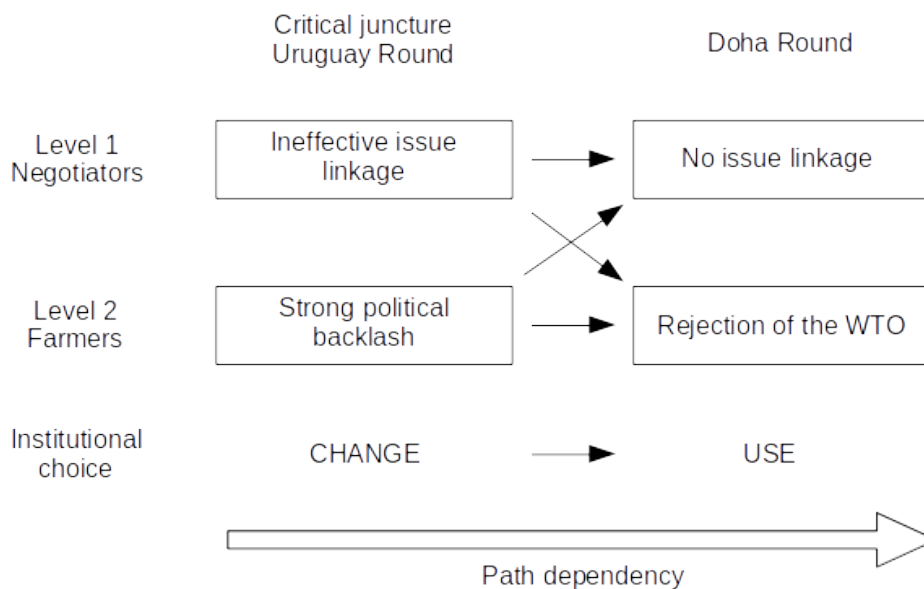 Critical juncture
Uruguay Round
Doha Round
Level 1
Negotiators
Ineffective issue
linkage
No issue linkage
Level 2
Farmers
Strong political
backlash
Rejection of the WTO
Institutional
choice
CHANGE
USE
Path dependency